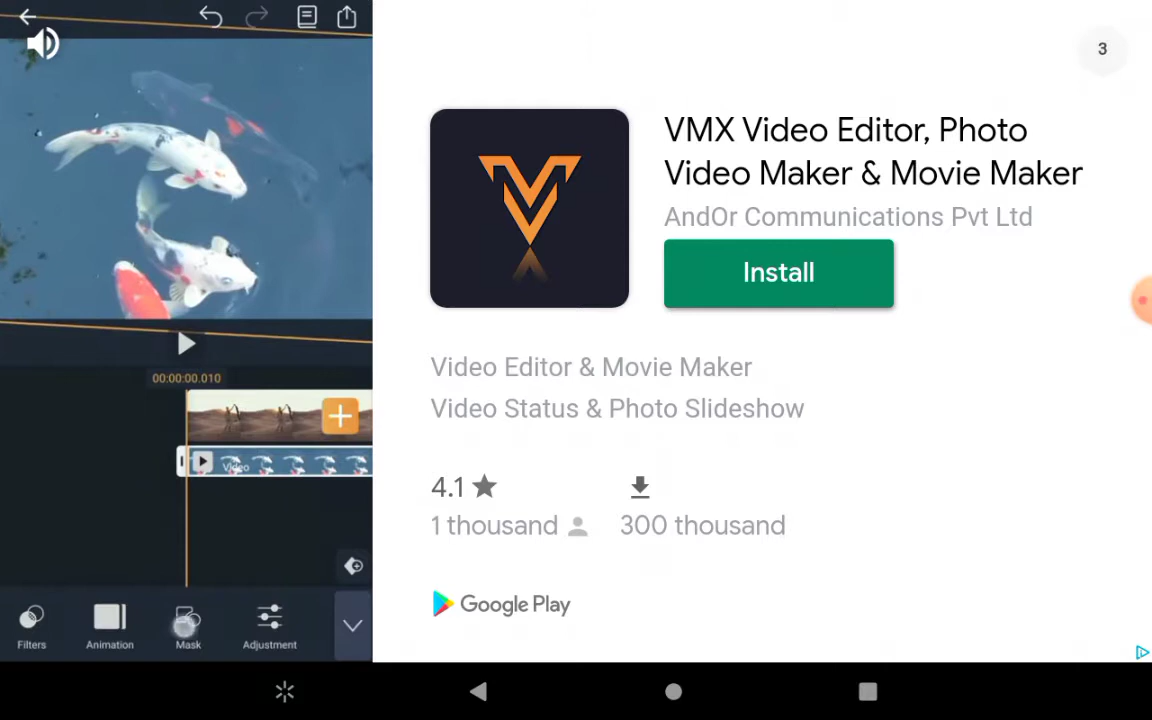 3
VMX Video Editor, Photo
Video Maker & Movie Maker
AndOr Communications Pvt Ltd
Install
Video Editor & Movie Maker
Video Status & Photo Slideshow
4.1
1 thousand
300 thousand
Google Play
00:00:00.010
Video
Filters
Animation
Mask
Adjustment